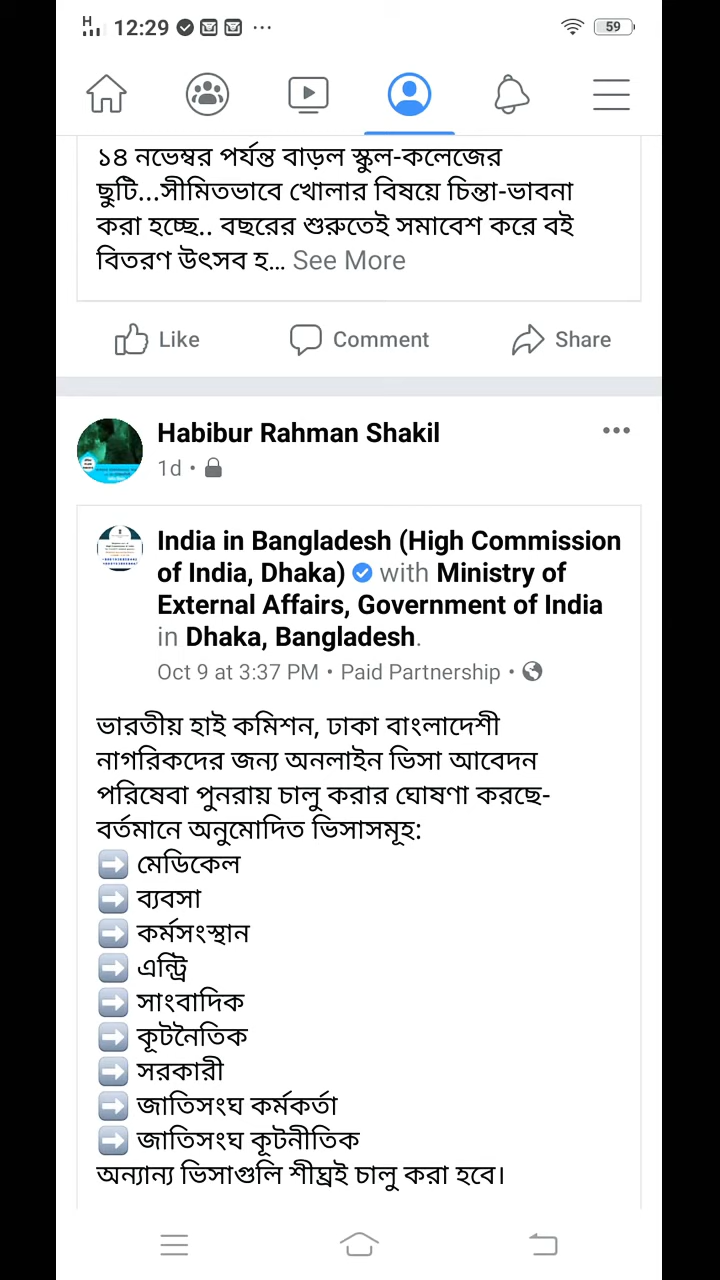 H 12:29 ... 59
১৪ নভেম্বর পর্যন্ত বাড়ল স্কুল-কলেজের
ছুটি...সীমিতভাবে খোলার বিষয়ে চিন্তা-ভাবনা
করা হচ্ছে.. বছরের শুরুতেই সমাবেশ করে বই
বিতরণ উৎসব হ... See More
Like Comment Share
Habibur Rahman Shakil
1d •
India in Bangladesh (High Commission
of India, Dhaka) with Ministry of
External Affairs, Government of India
in Dhaka, Bangladesh.
Oct 9 at 3:37 PM • Paid Partnership •
ভারতীয় হাই কমিশন, ঢাকা বাংলাদেশী
নাগরিকদের জন্য অনলাইন ভিসা আবেদন
পরিষেবা পুনরায় চালু করার ঘোষণা করছে-
বর্তমানে অনুমোদিত ভিসাসমূহ:
➡ মেডিকেল
➡ ব্যবসা
➡ কর্মসংস্থান
➡ এন্ট্রি
➡ সাংবাদিক
➡ কূটনৈতিক
➡ সরকারী
➡ জাতিসংঘ কর্মকর্তা
➡ জাতিসংঘ কূটনীতিক
অন্যান্য ভিসাগুলি শীঘ্রই চালু করা হবে।